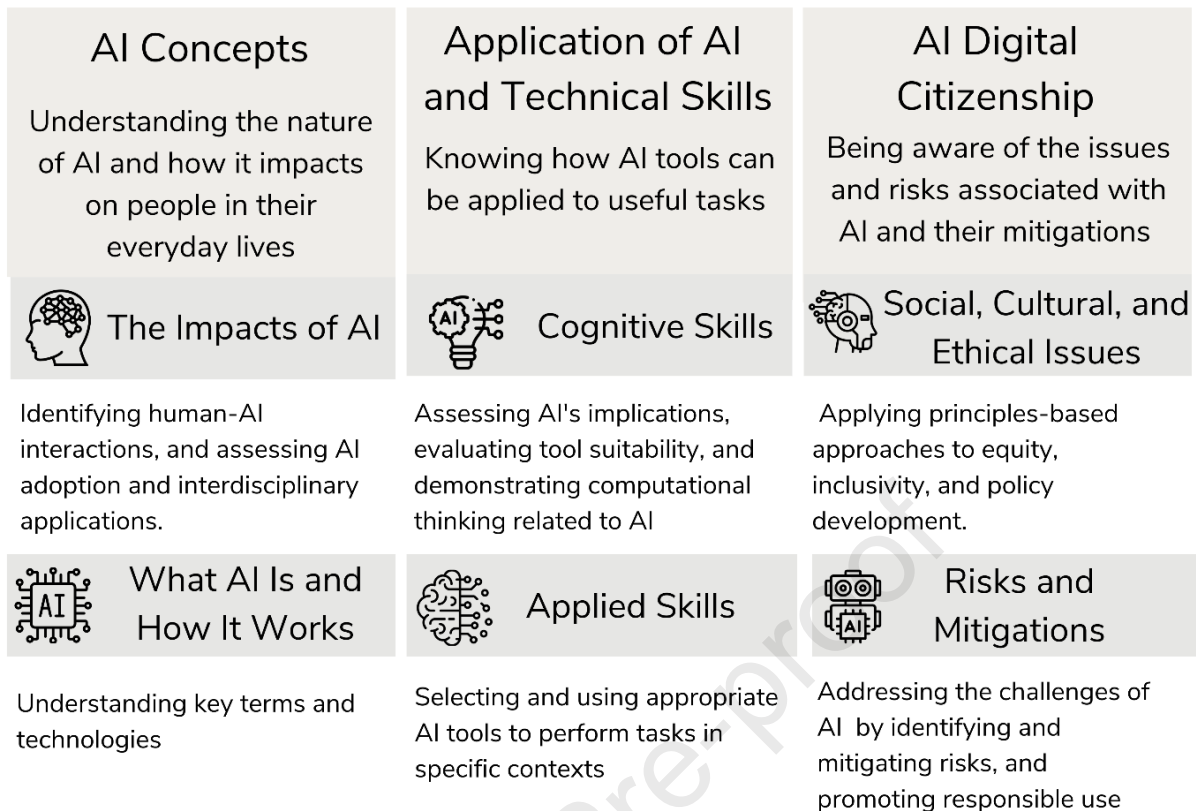 AI Concepts
Understanding the nature
of AI and how it impacts
on people in their
everyday lives
The Impacts of AI
Identifying human-AI
interactions, and assessing AI
adoption and interdisciplinary
applications.
AI
What AI Is and
How It Works
Understanding key terms and
technologies
Application of AI
and Technical Skills
Knowing how AI tools can
be applied to useful tasks
AI
Cognitive Skills
Assessing AI's implications,
evaluating tool suitability, and
demonstrating computational
thinking related to AI
Applied Skills
Selecting and using appropriate
AI tools to perform tasks in
specific contexts
AI Digital
Citizenship
Being aware of the issues
and risks associated with
AI and their mitigations
Social, Cultural, and
Ethical Issues
Applying principles-based
approaches to equity,
inclusivity, and policy
development.
AI
Risks and
Mitigations
Addressing the challenges of
AI by identifying and
mitigating risks, and
promoting responsible use
re-proof